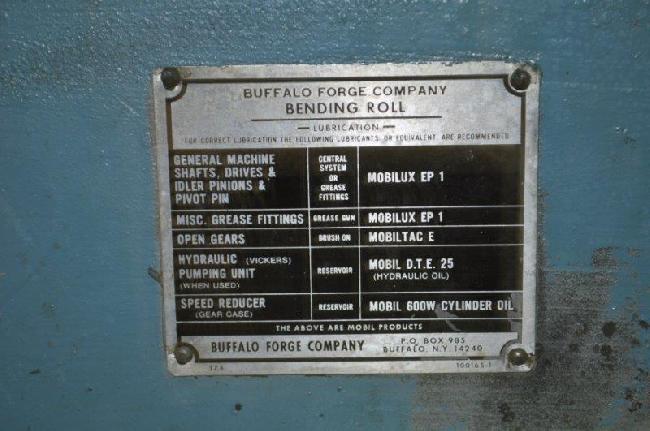 BUFFALO FORGE COMPANY
BENDING ROLL
LUBRICATION
FOR CORRECT LUBRICATION THE FOLLOWING LUBRICANTS, OR EQUIVALENT, ARE RECOMMENDED
GENERAL MACHINE
SHAFTS, DRIVES &
IDLER PINIONS &
PIVOT PIN
CENTRAL
SYSTEM
OR
GREASE
FITTINGS
MOBILUX EP 1
MISC. GREASE FITTINGS GREASE GUN MOBILUX EP 1
OPEN GEARS BRUSH ON MOBILTAC E
HYDRAULIC (VICKERS)
PUMPING UNIT
(WHEN USED)
RESERVOIR
MOBIL D.T.E. 25
(HYDRAULIC OIL)
SPEED REDUCER
(GEAR CASE)
RESERVOIR
MOBIL 600W CYLINDER OIL
THE ABOVE ARE MOBIL PRODUCTS
BUFFALO FORGE COMPANY
P.O. BOX 985
BUFFALO, N.Y. 14240